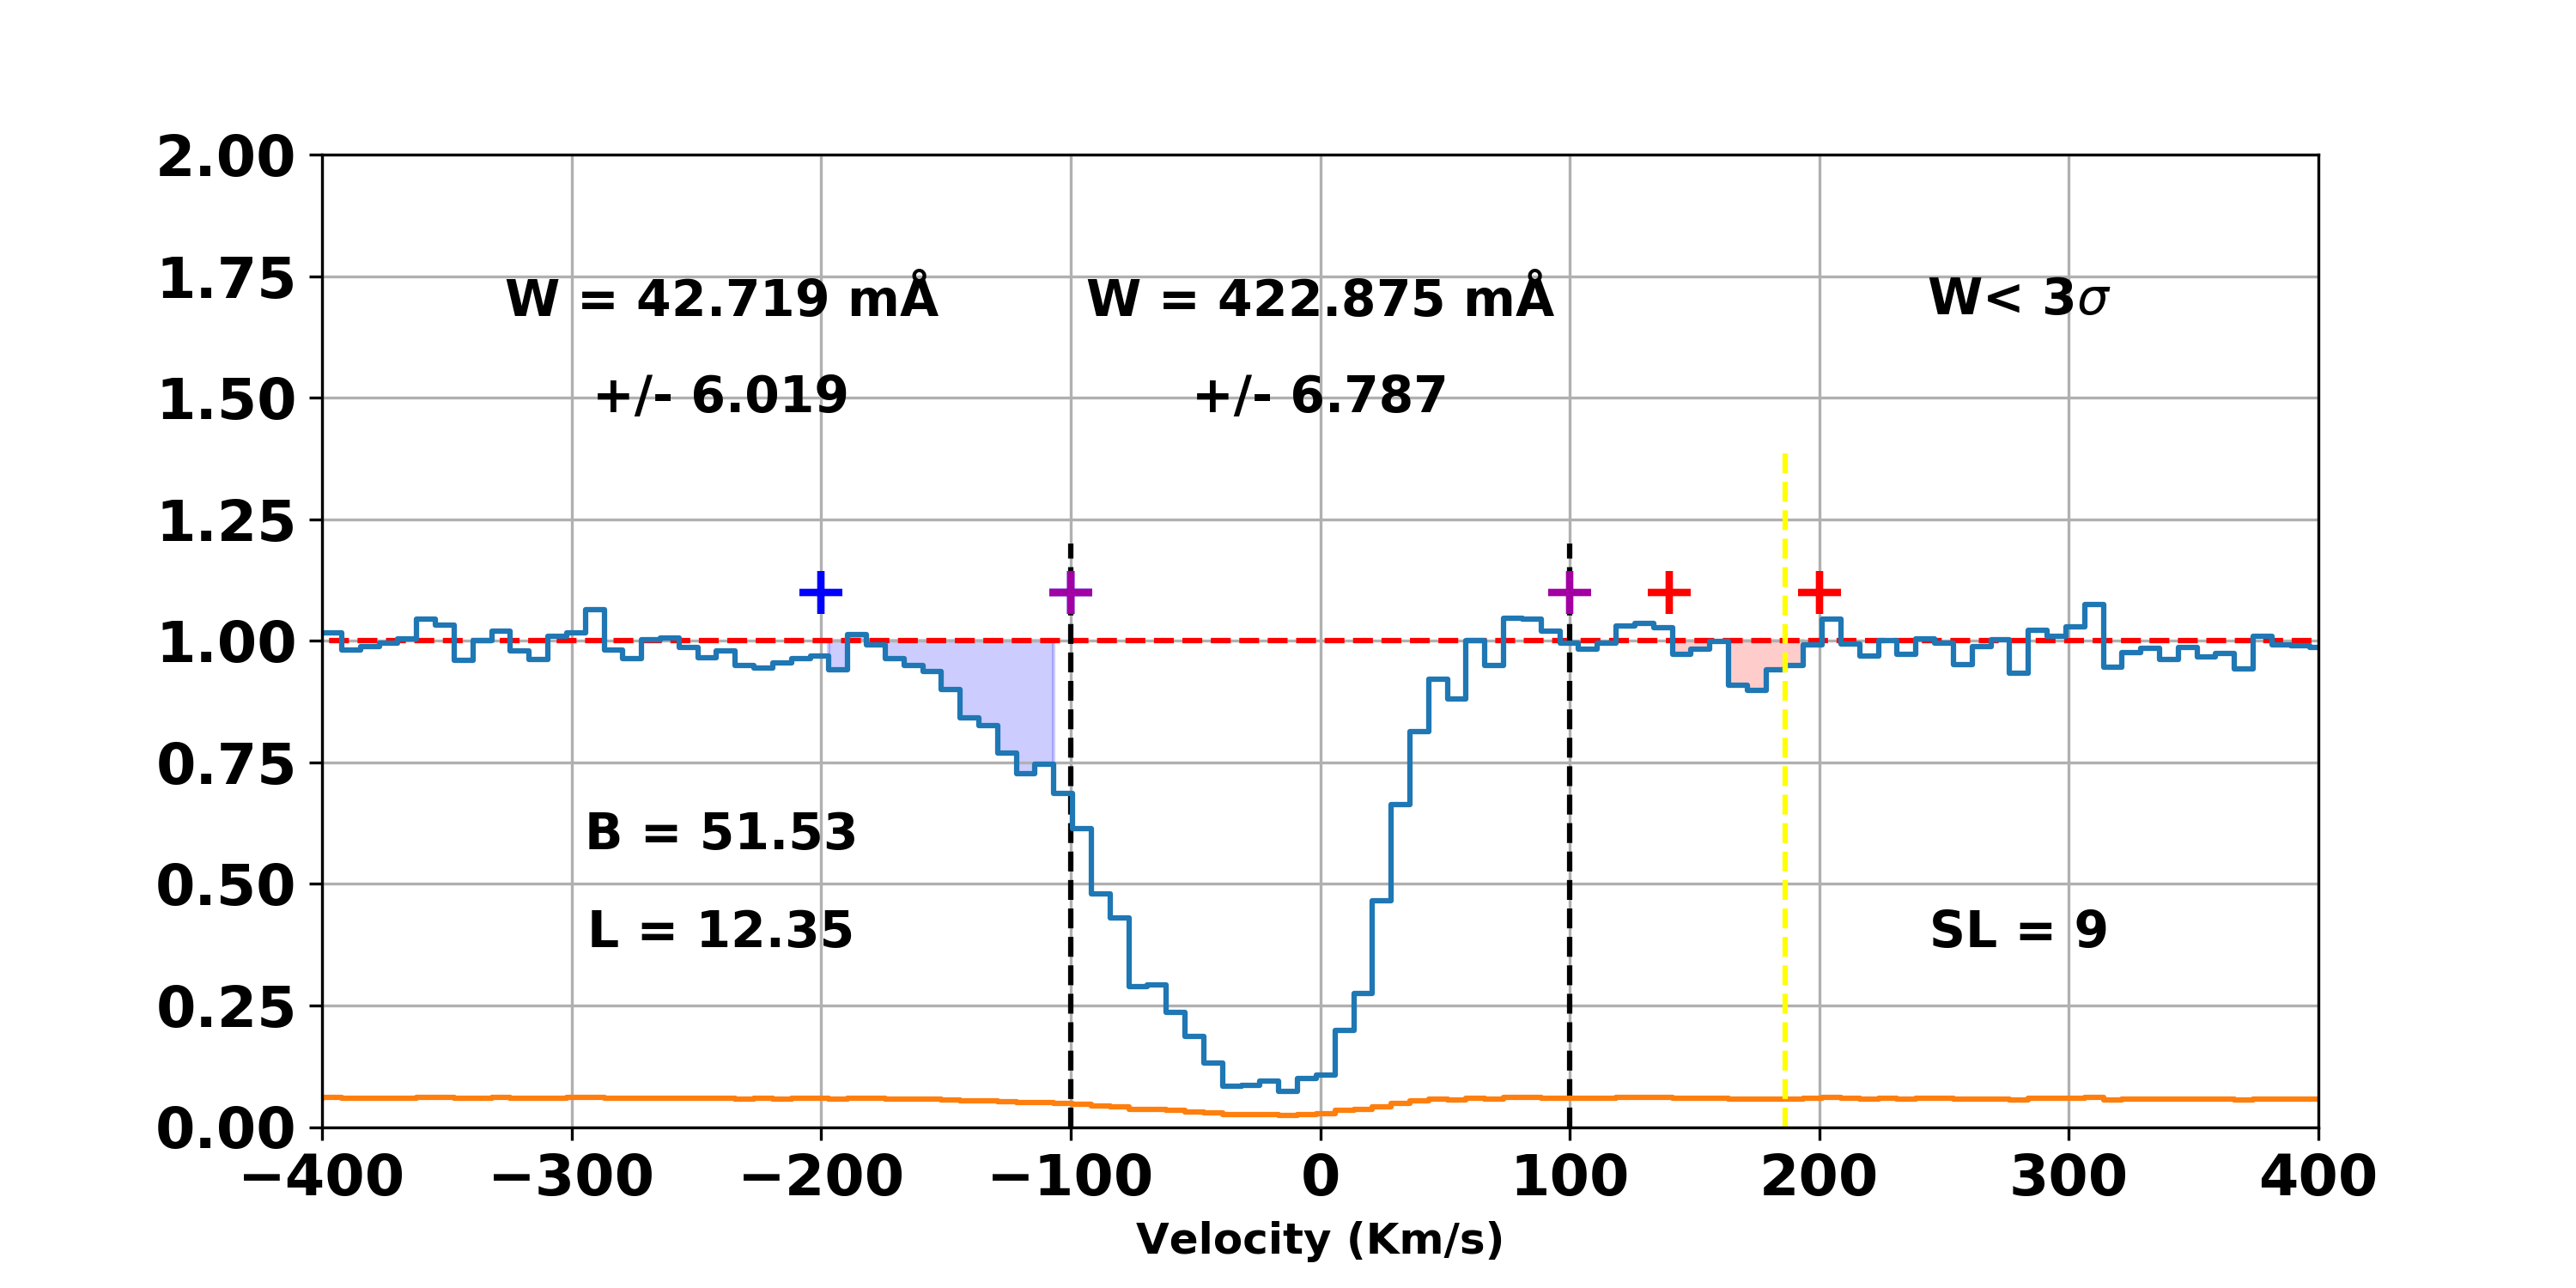 2.00
1.75
W = 42.719 mÅ
W = 422.875 mÅ
W< 3σ
1.50
+/- 6.019
+/- 6.787
1.25
1.00
0.75
B = 51.53
0.50
L = 12.35
SL = 9
0.25
0.00
−400 −300 −200 −100 0 100 200 300 400
Velocity (Km/s)